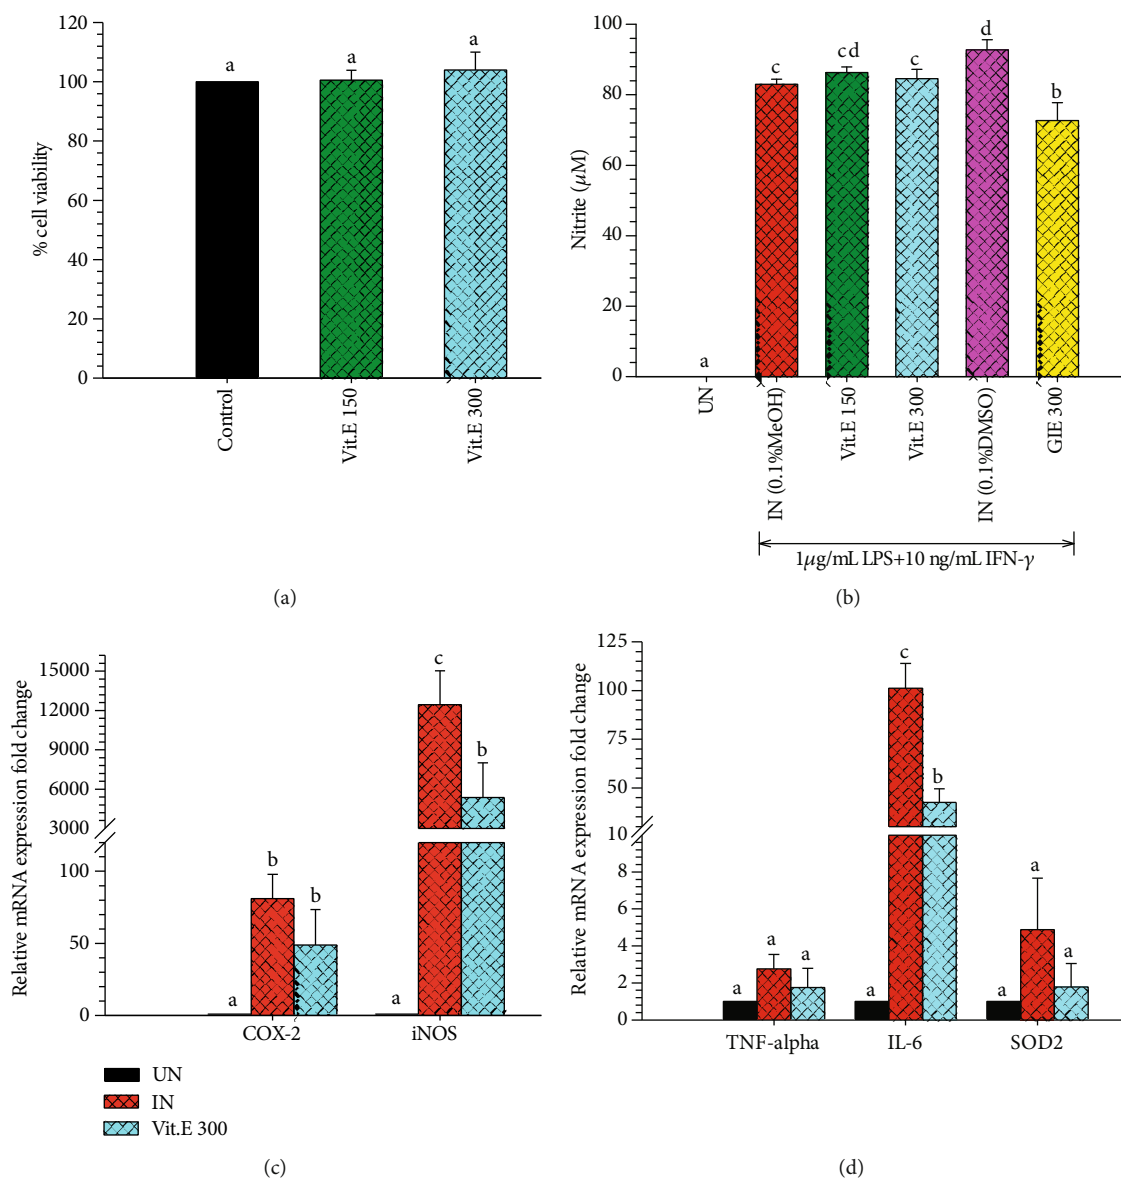 120
100
80
60
40
20
0
% cell viability
a
a
a
Control
Vit.E 150
Vit.E 300
(a)
100
80
60
40
20
0
Nitrite (μM)
a
c
cd
c
d
b
UN
IN (0.1%MeOH)
Vit.E 150
Vit.E 300
IN (0.1%DMSO)
GIE 300
1μg/mL LPS+10 ng/mL IFN-γ
(b)
15000
12000
9000
6000
3000
100
50
0
Relative mRNA expression fold change
a
b
b
a
c
b
COX-2
iNOS
UN
IN
Vit.E 300
(c)
125
100
75
50
10
8
6
4
2
0
Relative mRNA expression fold change
a
a
a
a
c
b
a
a
a
TNF-alpha
IL-6
SOD2
(d)